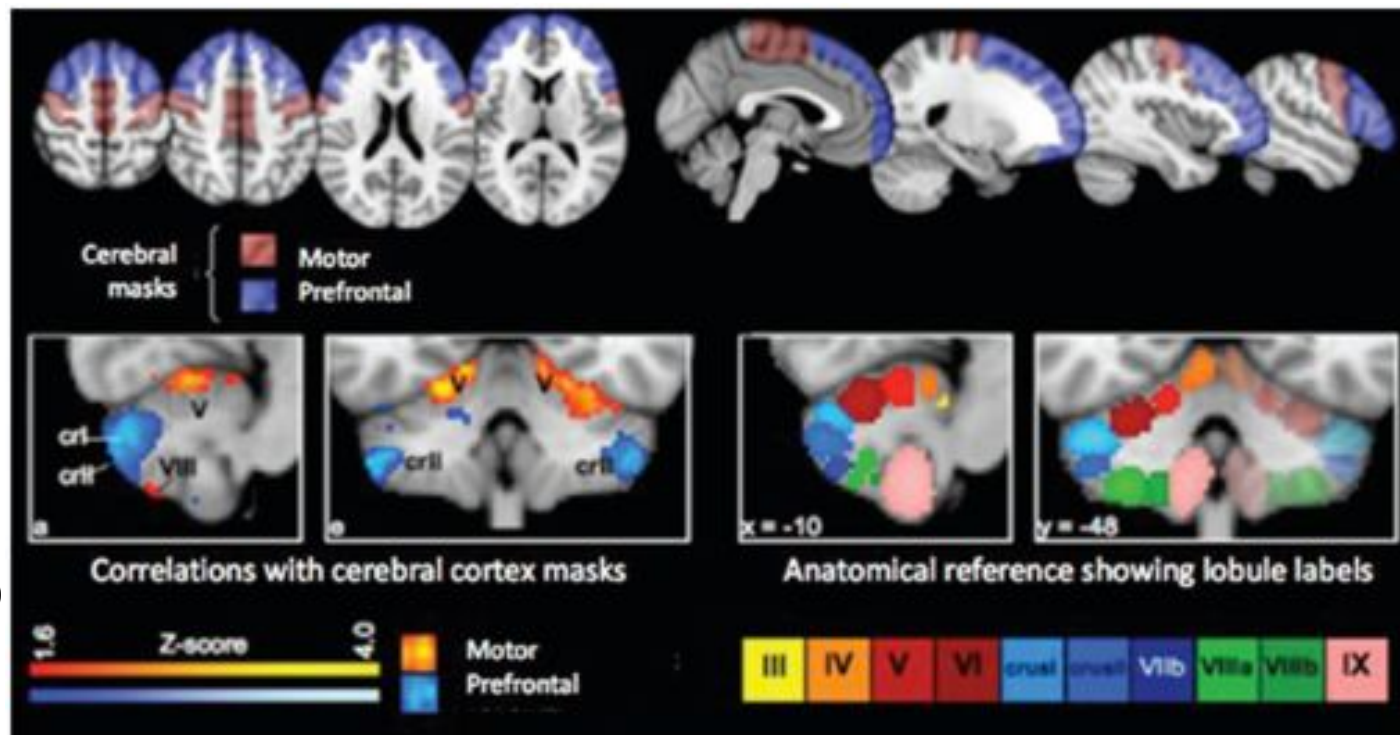 Cerebral
masks
Motor
Prefrontal
crI
crII
V
VIII
a
V
V
crII
crII
e
x = -10
y = -48
Correlations with cerebral cortex masks
Anatomical reference showing lobule labels
1.6
Z-score
4.0
Motor
Prefrontal
III
IV
V
VI
crusI
crusII
VIIb
VIIIa
VIIIb
IX